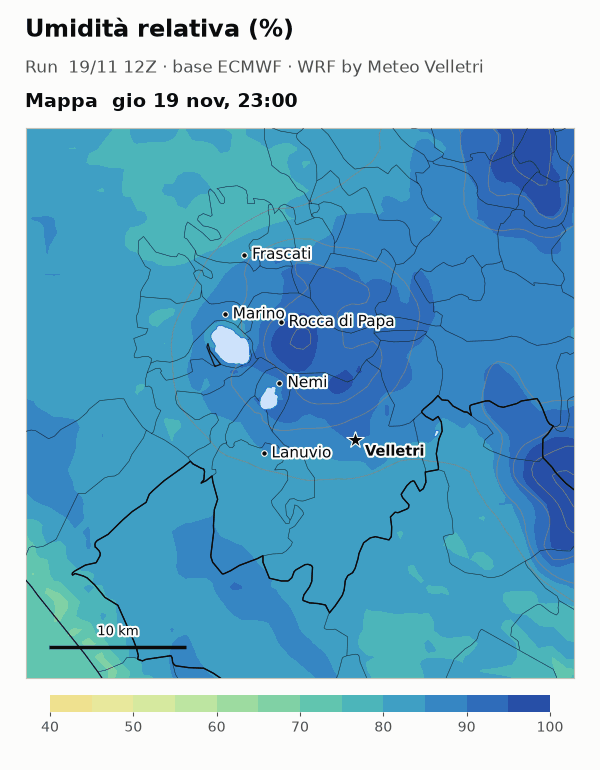 Umidità relativa (%)
Run  19/11 12Z · base ECMWF · WRF by Meteo Velletri
Mappa  gio 19 nov, 23:00
Frascati
Marino
Rocca di Papa
Nemi
Velletri
Lanuvio
10 km
40 50 60 70 80 90 100